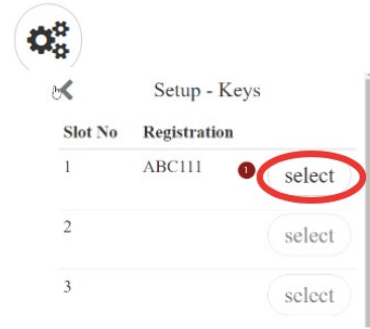 Setup - Keys
Slot No Registration
1 ABC111 1 select
2 select
3 select